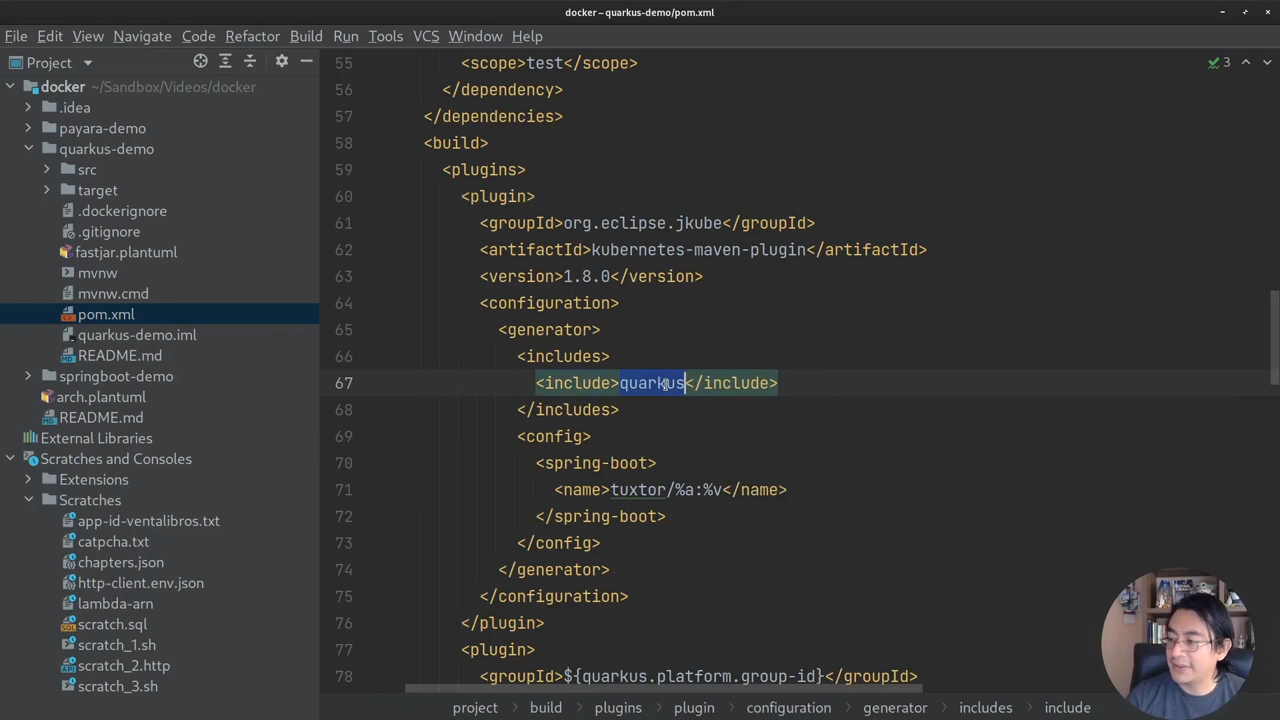 docker – quarkus-demo/pom.xml
File Edit View Navigate Code Refactor Build Run Tools VCS Window Help
Project
docker ~/Sandbox/Videos/docker
.idea
payara-demo
quarkus-demo
src
target
.dockerignore
.gitignore
fastjar.plantuml
mvnw
mvnw.cmd
pom.xml
quarkus-demo.iml
README.md
springboot-demo
arch.plantuml
README.md
External Libraries
Scratches and Consoles
Extensions
Scratches
app-id-ventalibros.txt
catpcha.txt
chapters.json
http-client.env.json
lambda-arn
scratch.sql
scratch_1.sh
scratch_2.http
scratch_3.sh
55 <scope>test</scope>
56 </dependency>
57 </dependencies>
58 <build>
59 <plugins>
60 <plugin>
61 <groupId>org.eclipse.jkube</groupId>
62 <artifactId>kubernetes-maven-plugin</artifactId>
63 <version>1.8.0</version>
64 <configuration>
65 <generator>
66 <includes>
67 <include>quarkus</include>
68 </includes>
69 <config>
70 <spring-boot>
71 <name>tuxtor/%a:%v</name>
72 </spring-boot>
73 </config>
74 </generator>
75 </configuration>
76 </plugin>
77 <plugin>
78 <groupId>${quarkus.platform.group-id}</groupId>
3
project build plugins plugin configuration generator includes include